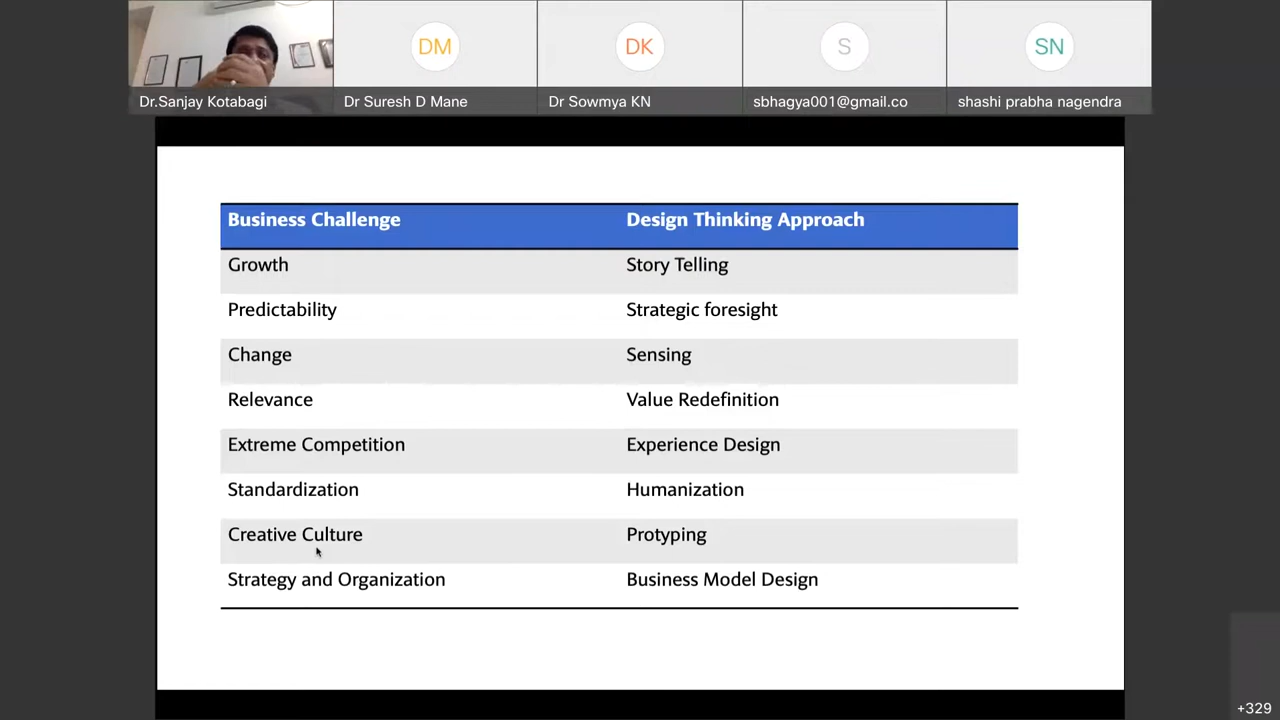 DM
DK
S
SN
Dr.Sanjay Kotabagi
Dr Suresh D Mane
Dr Sowmya KN
sbhagya001@gmail.co
shashi prabha nagendra
Business Challenge Design Thinking Approach
Growth Story Telling
Predictability Strategic foresight
Change Sensing
Relevance Value Redefinition
Extreme Competition Experience Design
Standardization Humanization
Creative Culture Protyping
Strategy and Organization Business Model Design
+329